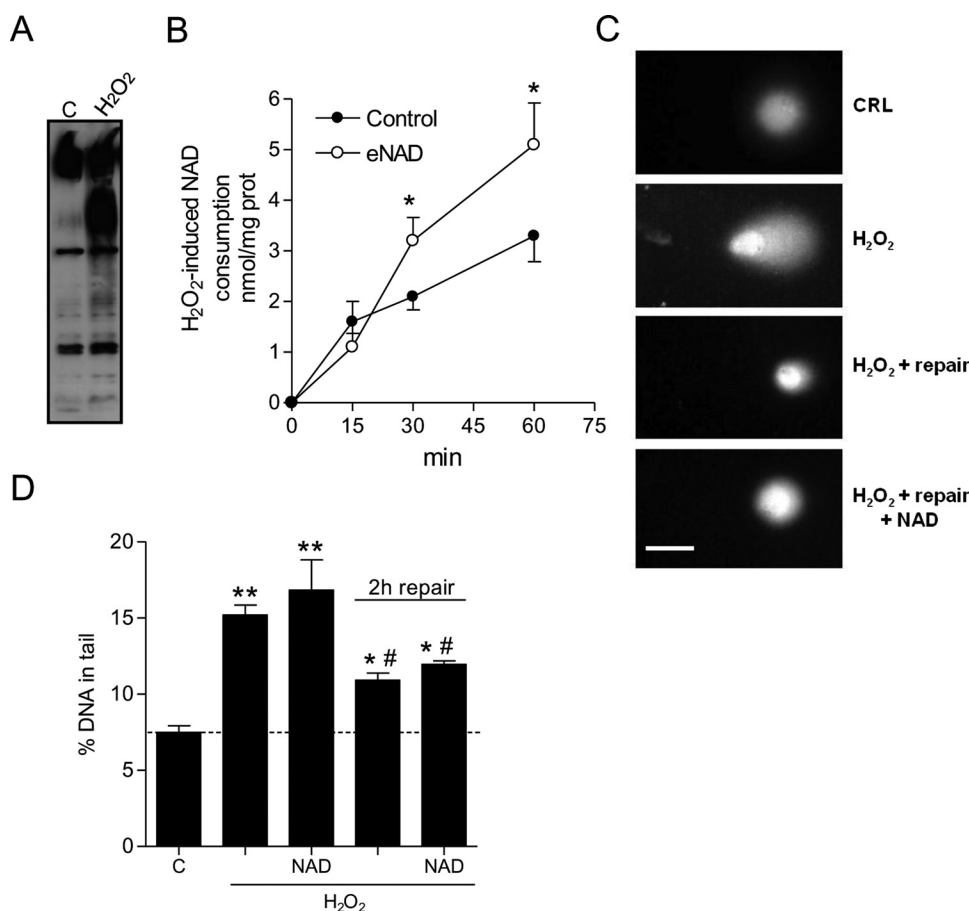 A
C H₂O₂
B
H₂O₂-induced NAD
consumption
nmol/mg prot
6
5
4
3
2
1
0
Control
eNAD
*
*
0 15 30 45 60 75
min
C
CRL
H₂O₂
H₂O₂ + repair
H₂O₂ + repair
+ NAD
D
% DNA in tail
20
15
10
5
0
**
**
2h repair
* #
* #
C - NAD - NAD
H₂O₂